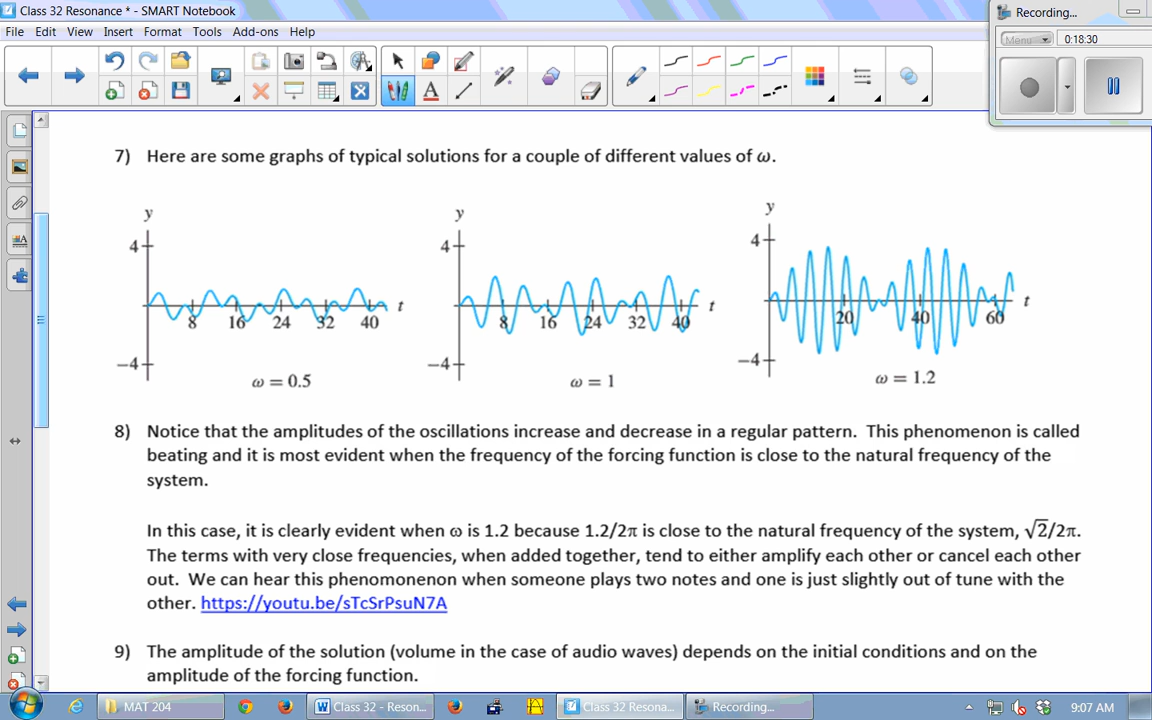 Class 32 Resonance * - SMART Notebook
Recording...
File Edit View Insert Format Tools Add-ons Help
Menu 0:18:30
7) Here are some graphs of typical solutions for a couple of different values of ω.
y y y
4 4 4
t t t
8 16 24 32 40 8 16 24 32 40 20 40 60
−4 −4 −4
ω = 0.5 ω = 1 ω = 1.2
8) Notice that the amplitudes of the oscillations increase and decrease in a regular pattern. This phenomenon is called
beating and it is most evident when the frequency of the forcing function is close to the natural frequency of the
system.
In this case, it is clearly evident when ω is 1.2 because 1.2/2π is close to the natural frequency of the system, √2/2π.
The terms with very close frequencies, when added together, tend to either amplify each other or cancel each other
out. We can hear this phenomonenon when someone plays two notes and one is just slightly out of tune with the
other. https://youtu.be/sTcSrPsuN7A
9) The amplitude of the solution (volume in the case of audio waves) depends on the initial conditions and on the
amplitude of the forcing function.
MAT 204 Class 32 - Reson... Class 32 Resona... Recording... 9:07 AM